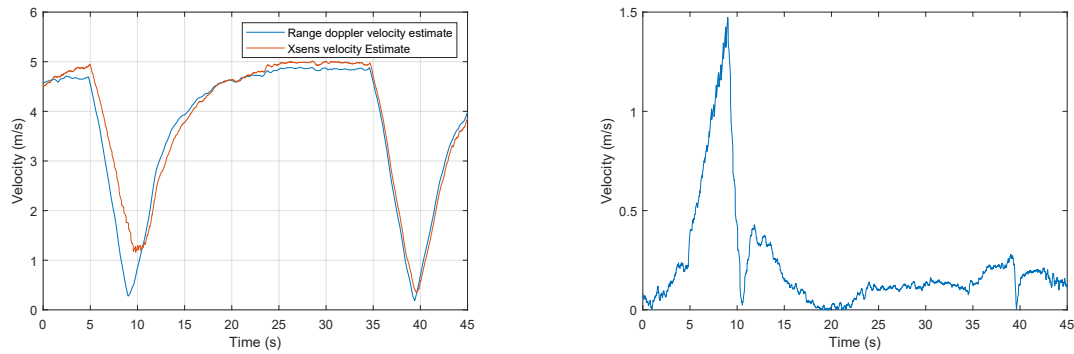 6
5
4
3
2
1
0
Velocity (m/s)
Range doppler velocity estimate
Xsens velocity Estimate
0 5 10 15 20 25 30 35 40 45
Time (s)
1.5
1
0.5
0
Velocity (m/s)
0 5 10 15 20 25 30 35 40 45
Time (s)